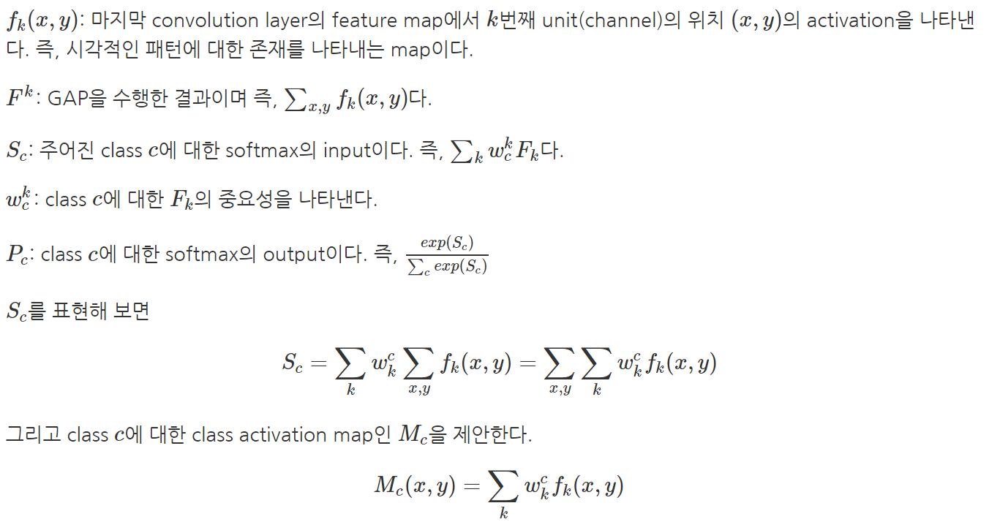 $f_k(x, y)$: 마지막 convolution layer의 feature map에서 $k$번째 unit(channel)의 위치 $(x, y)$의 activation을 나타낸
다. 즉, 시각적인 패턴에 대한 존재를 나타내는 map이다.
$F^k$: GAP을 수행한 결과이며 즉, $\sum_{x,y} f_k(x, y)$다.
$S_c$: 주어진 class $c$에 대한 softmax의 input이다. 즉, $\sum_k w_c^k F_k$다.
$w_c^k$: class $c$에 대한 $F_k$의 중요성을 나타낸다.
$P_c$: class $c$에 대한 softmax의 output이다. 즉, $\frac{exp(S_c)}{\sum_c exp(S_c)}$
$S_c$를 표현해 보면
$S_c = \sum_k w_k^c \sum_{x,y} f_k(x, y) = \sum_{x,y} \sum_k w_k^c f_k(x, y)$
그리고 class $c$에 대한 class activation map인 $M_c$을 제안한다.
$M_c(x, y) = \sum_k w_k^c f_k(x, y)$